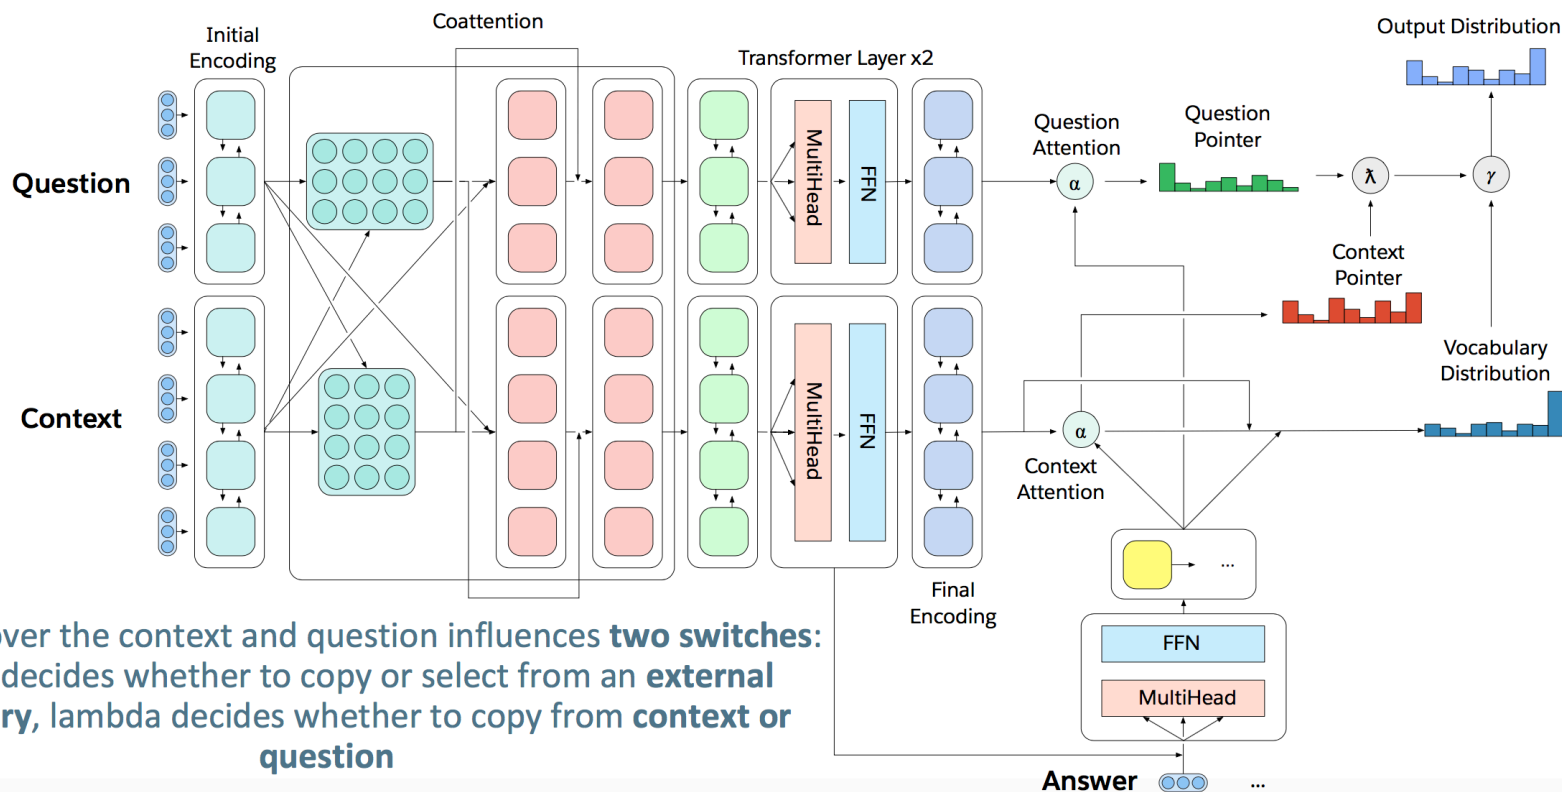 Coattention
Output Distribution
Initial
Encoding
Transformer Layer x2
Question
Attention
Question
Pointer
Question
MultiHead
FFN
α
ƛ
γ
Context
Pointer
Vocabulary
Distribution
Context
MultiHead
FFN
α
Context
Attention
Final
Encoding
...
over the context and question influences two switches:
decides whether to copy or select from an external
ry, lambda decides whether to copy from context or
question
FFN
MultiHead
Answer
...